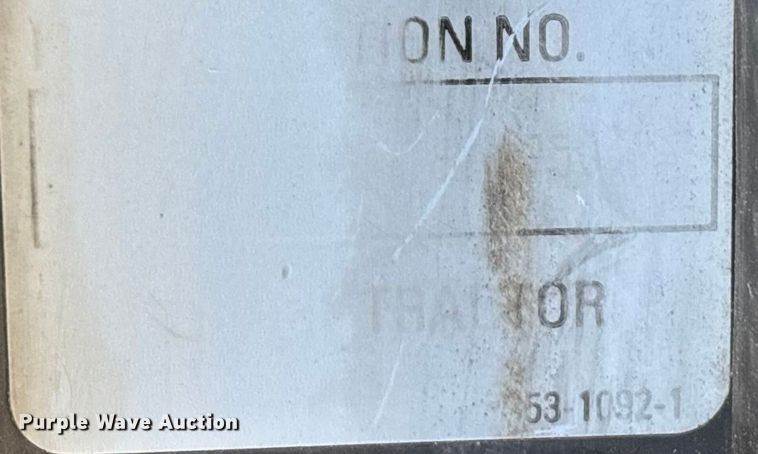 ION NO.
TRACTOR
53-1092-1
Purple Wave Auction